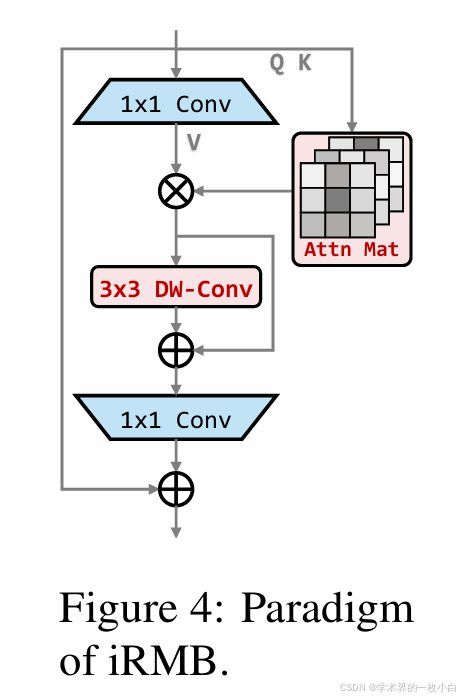 Q K
1x1 Conv
V
Attn Mat
3x3 DW-Conv
1x1 Conv
Figure 4: Paradigm
of iRMB.
CSDN @学术界的一枚小白